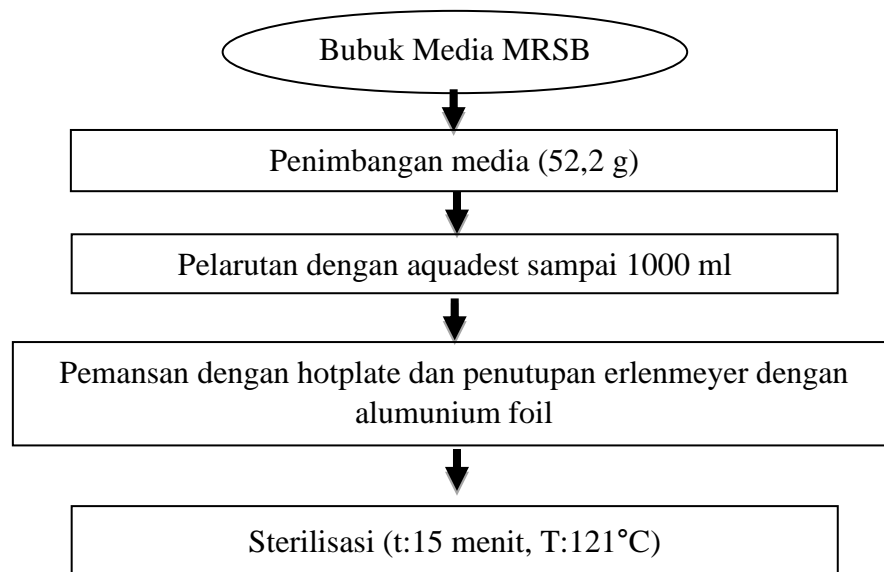 Bubuk Media MRSB
Penimbangan media (52,2 g)
Pelarutan dengan aquadest sampai 1000 ml
Pemansan dengan hotplate dan penutupan erlenmeyer dengan
alumunium foil
Sterilisasi (t:15 menit, T:121°C)